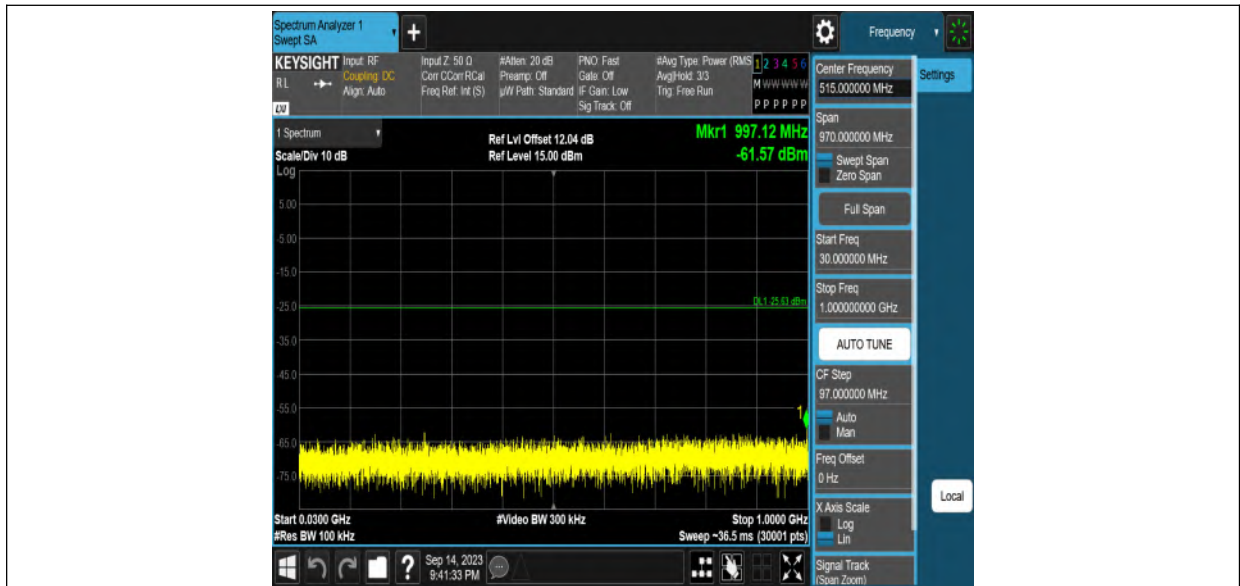 Spectrum Analyzer 1
Swept SA
+
Frequency
KEYSIGHT Input: RF Input Z: 50 Ω #Atten: 20 dB PNO: Fast #Avg Type: Power (RMS 1 2 3 4 5 6
RL Coupling: DC Corr CCorr RCal Preamp: Off Gate: Off Avg|Hold: 3/3 M W W W W W
Align: Auto Freq Ref: Int (S) µW Path: Standard IF Gain: Low Trig: Free Run
LXI Sig Track: Off P P P P P P
1 Spectrum
Scale/Div 10 dB
Ref Lvl Offset 12.04 dB
Ref Level 15.00 dBm
Mkr1 997.12 MHz
-61.57 dBm
Log
5.00
-5.00
-15.0
-25.0
DL1 -25.63 dBm
-35.0
-45.0
-55.0
1
-65.0
-75.0
Start 0.0300 GHz #Video BW 300 kHz Stop 1.0000 GHz
#Res BW 100 kHz Sweep ~36.5 ms (30001 pts)
? Sep 14, 2023
9:41:33 PM
Center Frequency
515.000000 MHz
Settings
Span
970.000000 MHz
Swept Span
Zero Span
Full Span
Start Freq
30.000000 MHz
Stop Freq
1.000000000 GHz
AUTO TUNE
CF Step
97.000000 MHz
Auto
Man
Freq Offset
0 Hz
Local
X Axis Scale
Log
Lin
Signal Track
(Span Zoom)